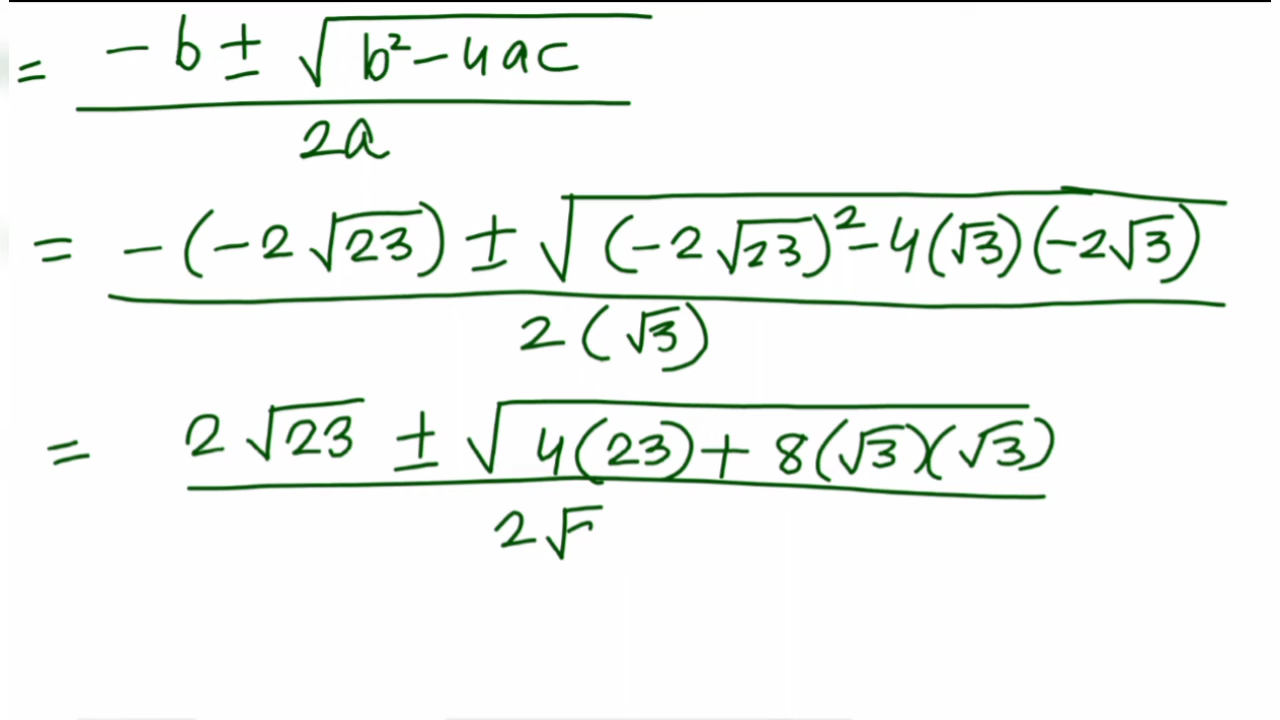 = (-b ± √(b²-4ac)) / 2a
= (-(-2√23) ± √((-2√23)²-4(√3)(-2√3))) / 2(√3)
= (2√23 ± √(4(23)+8(√3)(√3))) / 2√